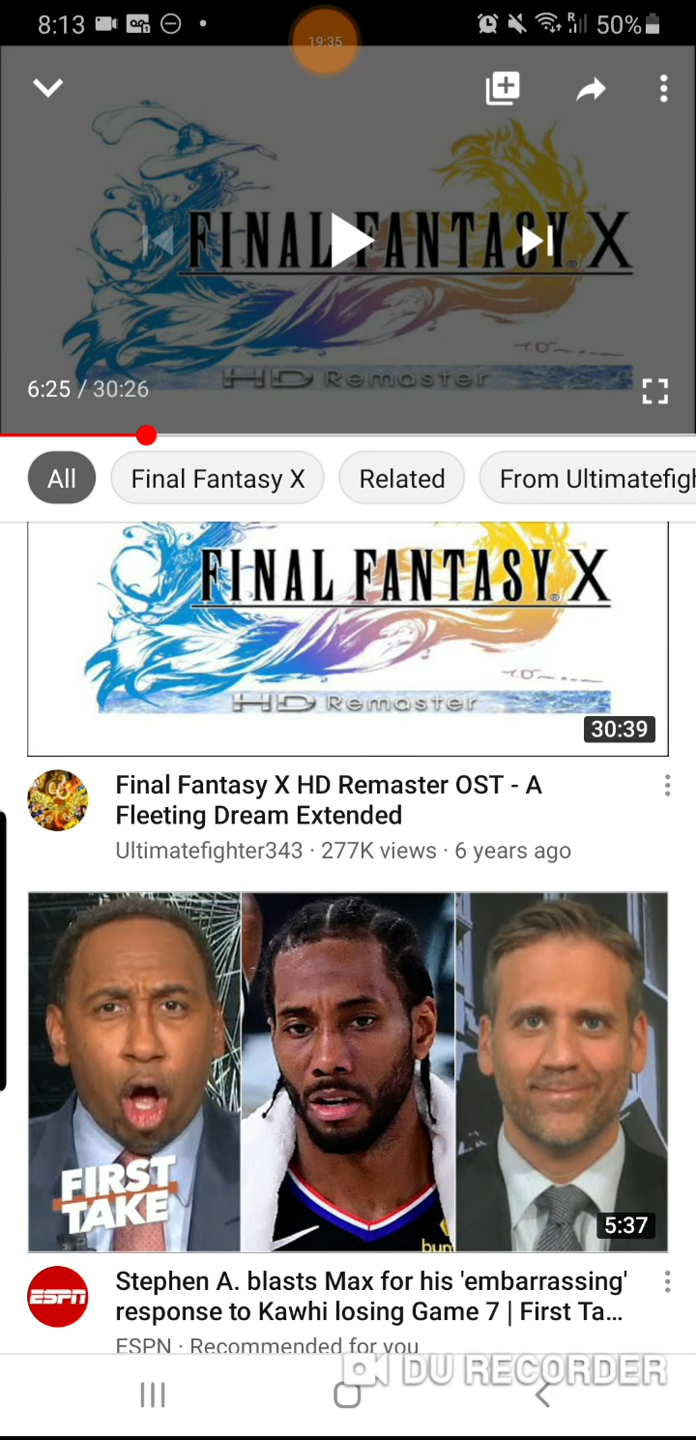 8:13
19:35
R
50%
FINAL FANTASY X
HD Remaster
6:25 / 30:26
All
Final Fantasy X
Related
From Ultimatefigh
FINAL FANTASY X
HD Remaster
30:39
Final Fantasy X HD Remaster OST - A
Fleeting Dream Extended
Ultimatefighter343 · 277K views · 6 years ago
FIRST
TAKE
5:37
ESPN
Stephen A. blasts Max for his 'embarrassing'
response to Kawhi losing Game 7 | First Ta...
ESPN · Recommended for you
DU RECORDER